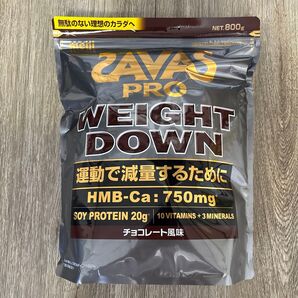 無駄のない理想のカラダへ
NET.800g
meiji
SAVAS
PRO
WEIGHT
DOWN
運動で減量するために
HMB-Ca: 750mg
SOY PROTEIN 20g 10 VITAMINS + 3 MINERALS
チョコレート風味